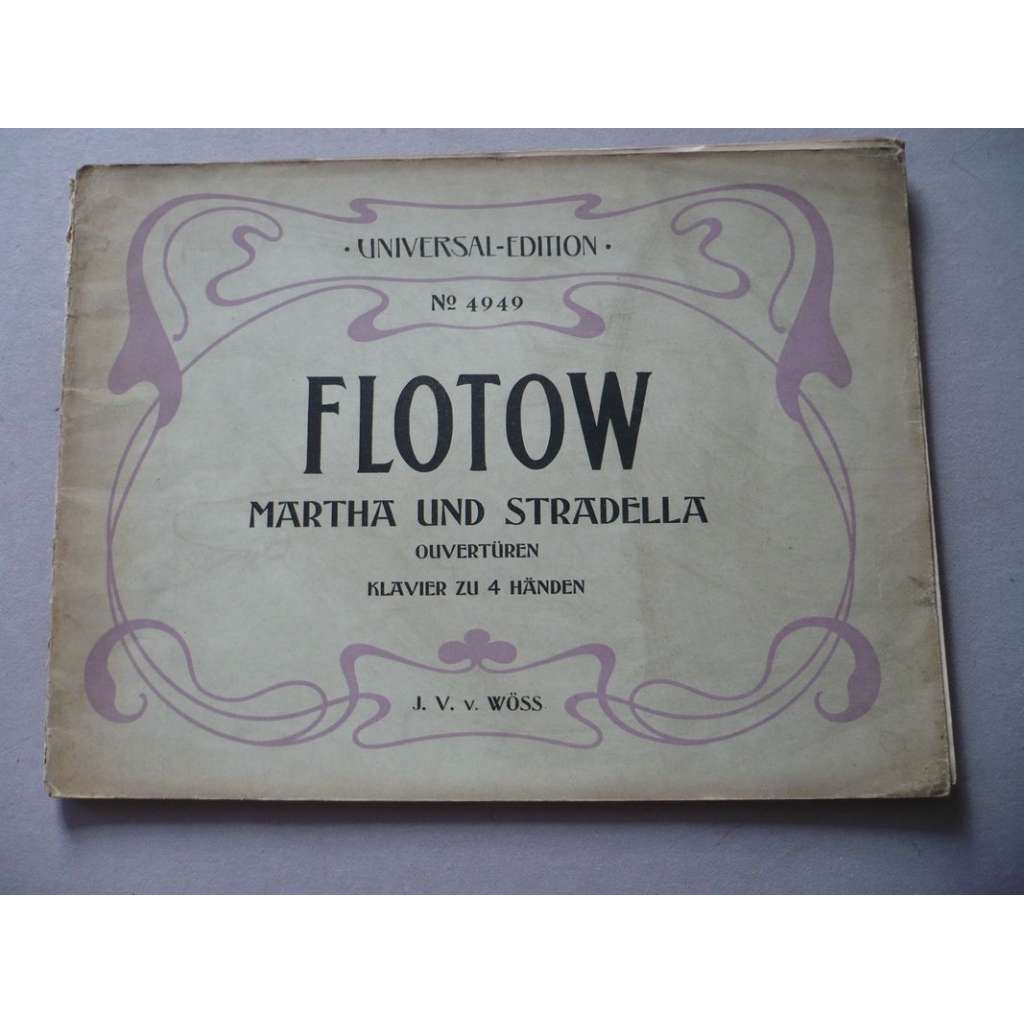 · UNIVERSAL-EDITION ·
Nº 4949
FLOTOW
MARTHA UND STRADELLA
OUVERTÜREN
KLAVIER ZU 4 HÄNDEN
J. V. v. WÖSS